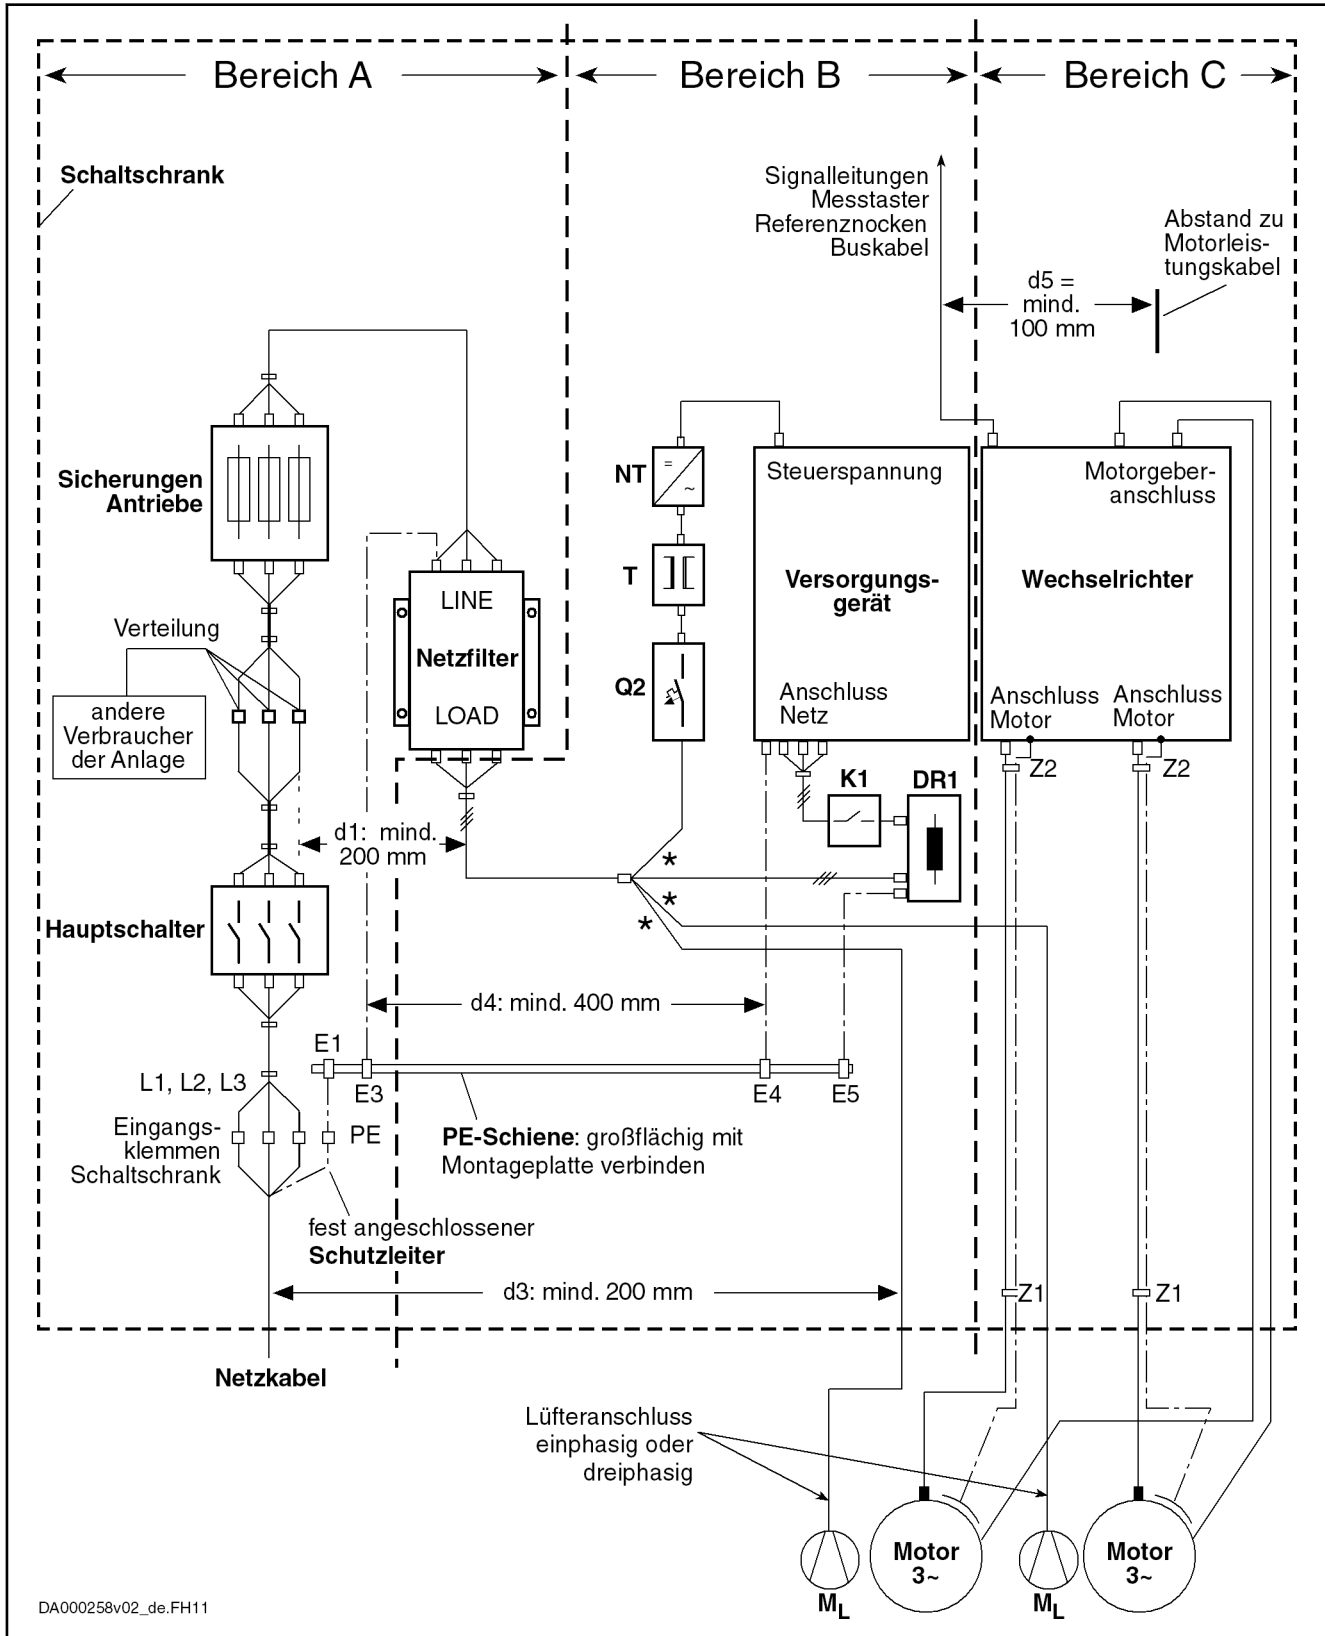 Bereich A
Bereich B
Bereich C
Schaltschrank
Signalleitungen
Messtaster
Referenznocken
Buskabel
Abstand zu
Motorleis-
tungskabel
d5 =
mind.
100 mm
Sicherungen
Antriebe
NT
=
~
T
Q2
Steuerspannung
Versorgungs-
gerät
Anschluss
Netz
Motorgeber-
anschluss
Wechselrichter
Anschluss
Motor
Anschluss
Motor
LINE
Netzfilter
LOAD
Verteilung
andere
Verbraucher
der Anlage
Z2
Z2
K1
DR1
d1: mind.
200 mm
*
*
*
Hauptschalter
d4: mind. 400 mm
E1
E3
E4
E5
L1, L2, L3
Eingangs-
klemmen
Schaltschrank
PE
PE-Schiene: großflächig mit
Montageplatte verbinden
fest angeschlossener
Schutzleiter
d3: mind. 200 mm
Z1
Z1
Netzkabel
Lüfteranschluss
einphasig oder
dreiphasig
Motor
3~
Motor
3~
ML
ML
DA000258v02_de.FH11